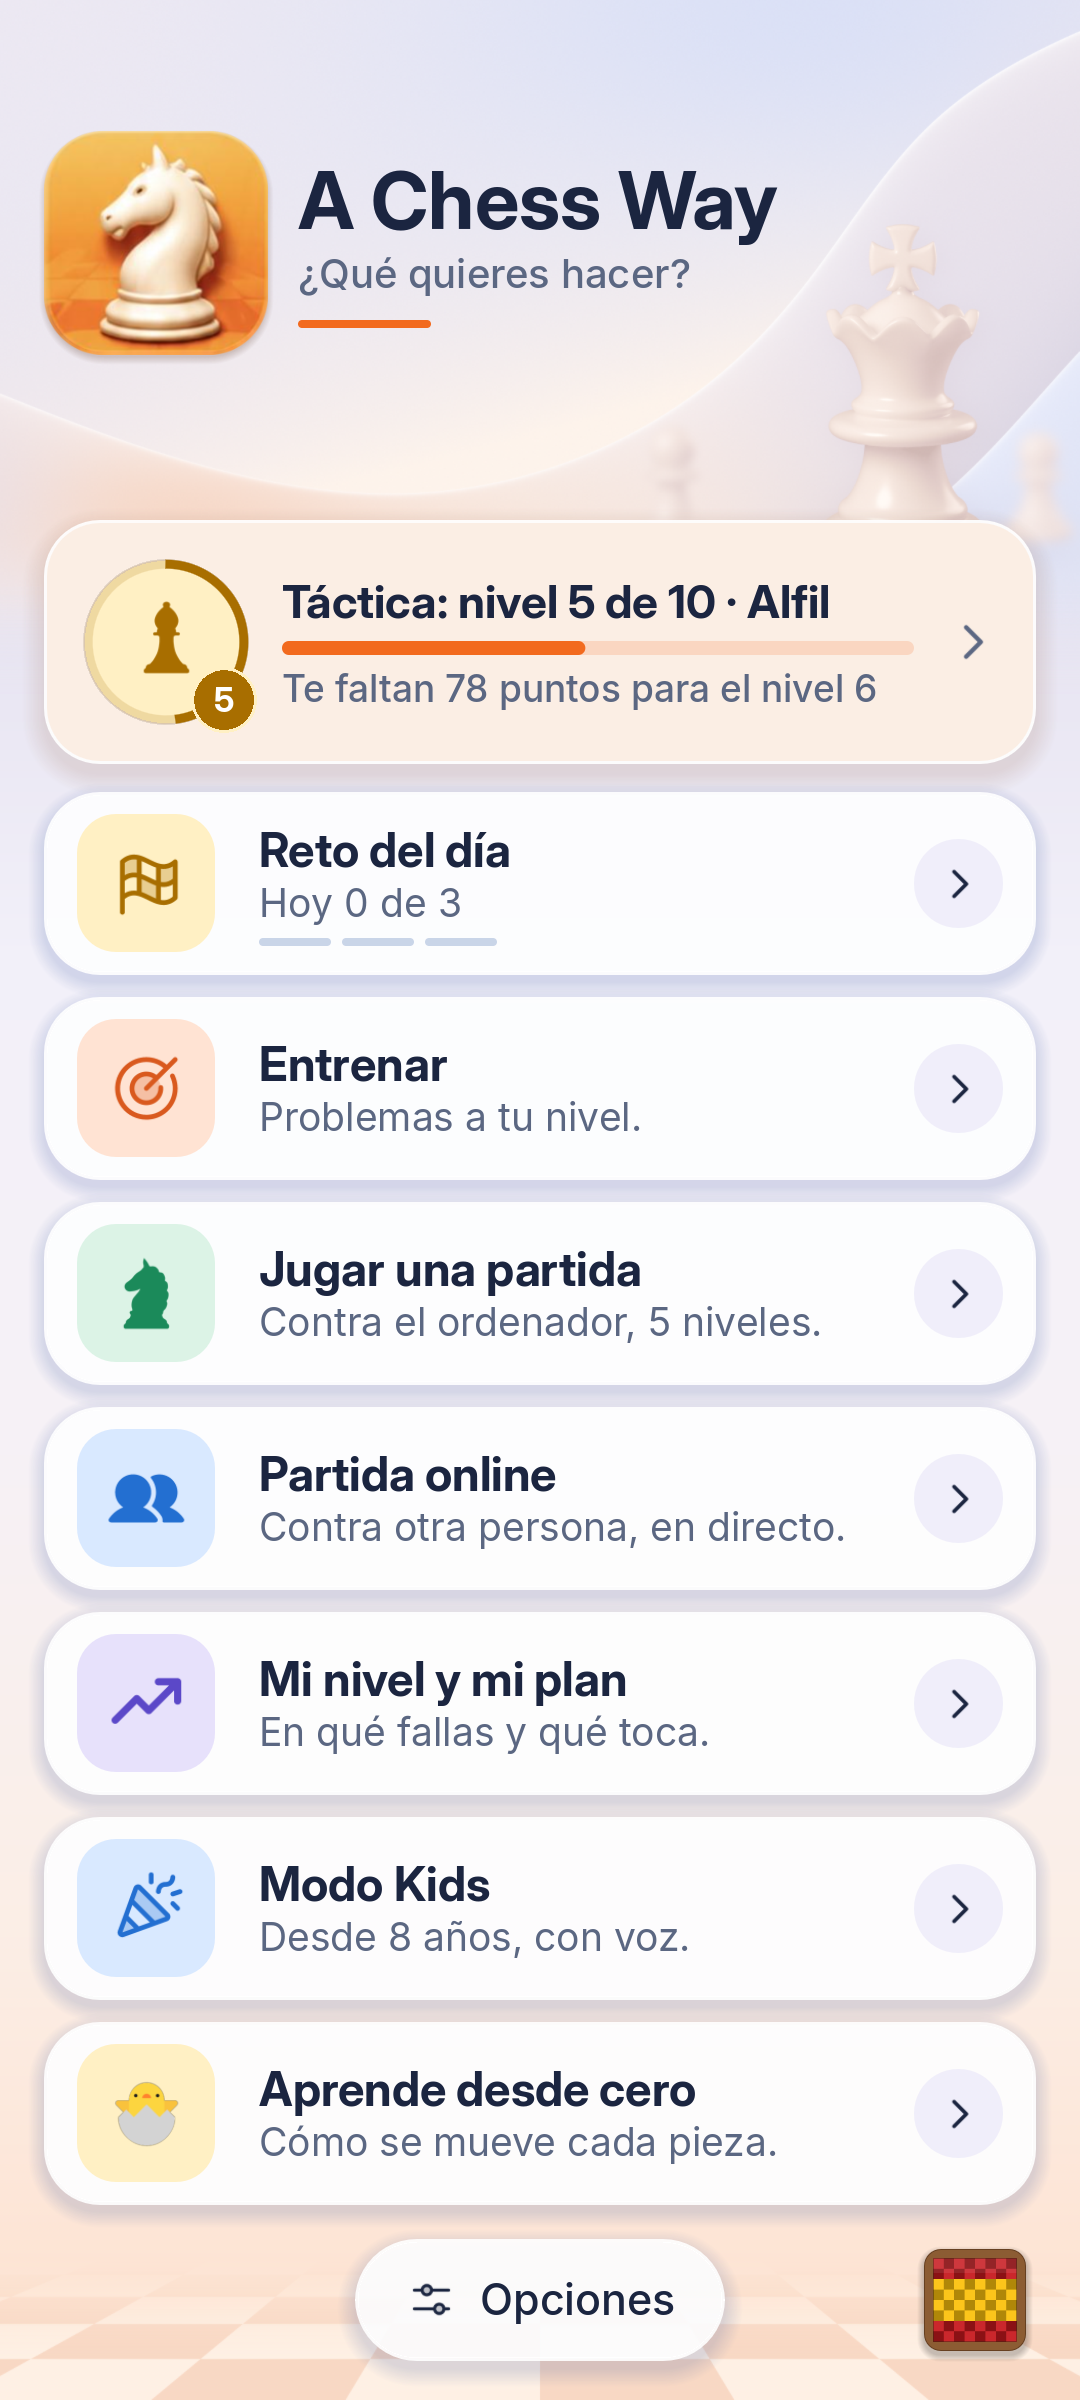 A Chess Way
¿Qué quieres hacer?
Táctica: nivel 5 de 10 · Alfil
5
Te faltan 78 puntos para el nivel 6
Reto del día
Hoy 0 de 3
Entrenar
Problemas a tu nivel.
Jugar una partida
Contra el ordenador, 5 niveles.
Partida online
Contra otra persona, en directo.
Mi nivel y mi plan
En qué fallas y qué toca.
Modo Kids
Desde 8 años, con voz.
Aprende desde cero
Cómo se mueve cada pieza.
Opciones